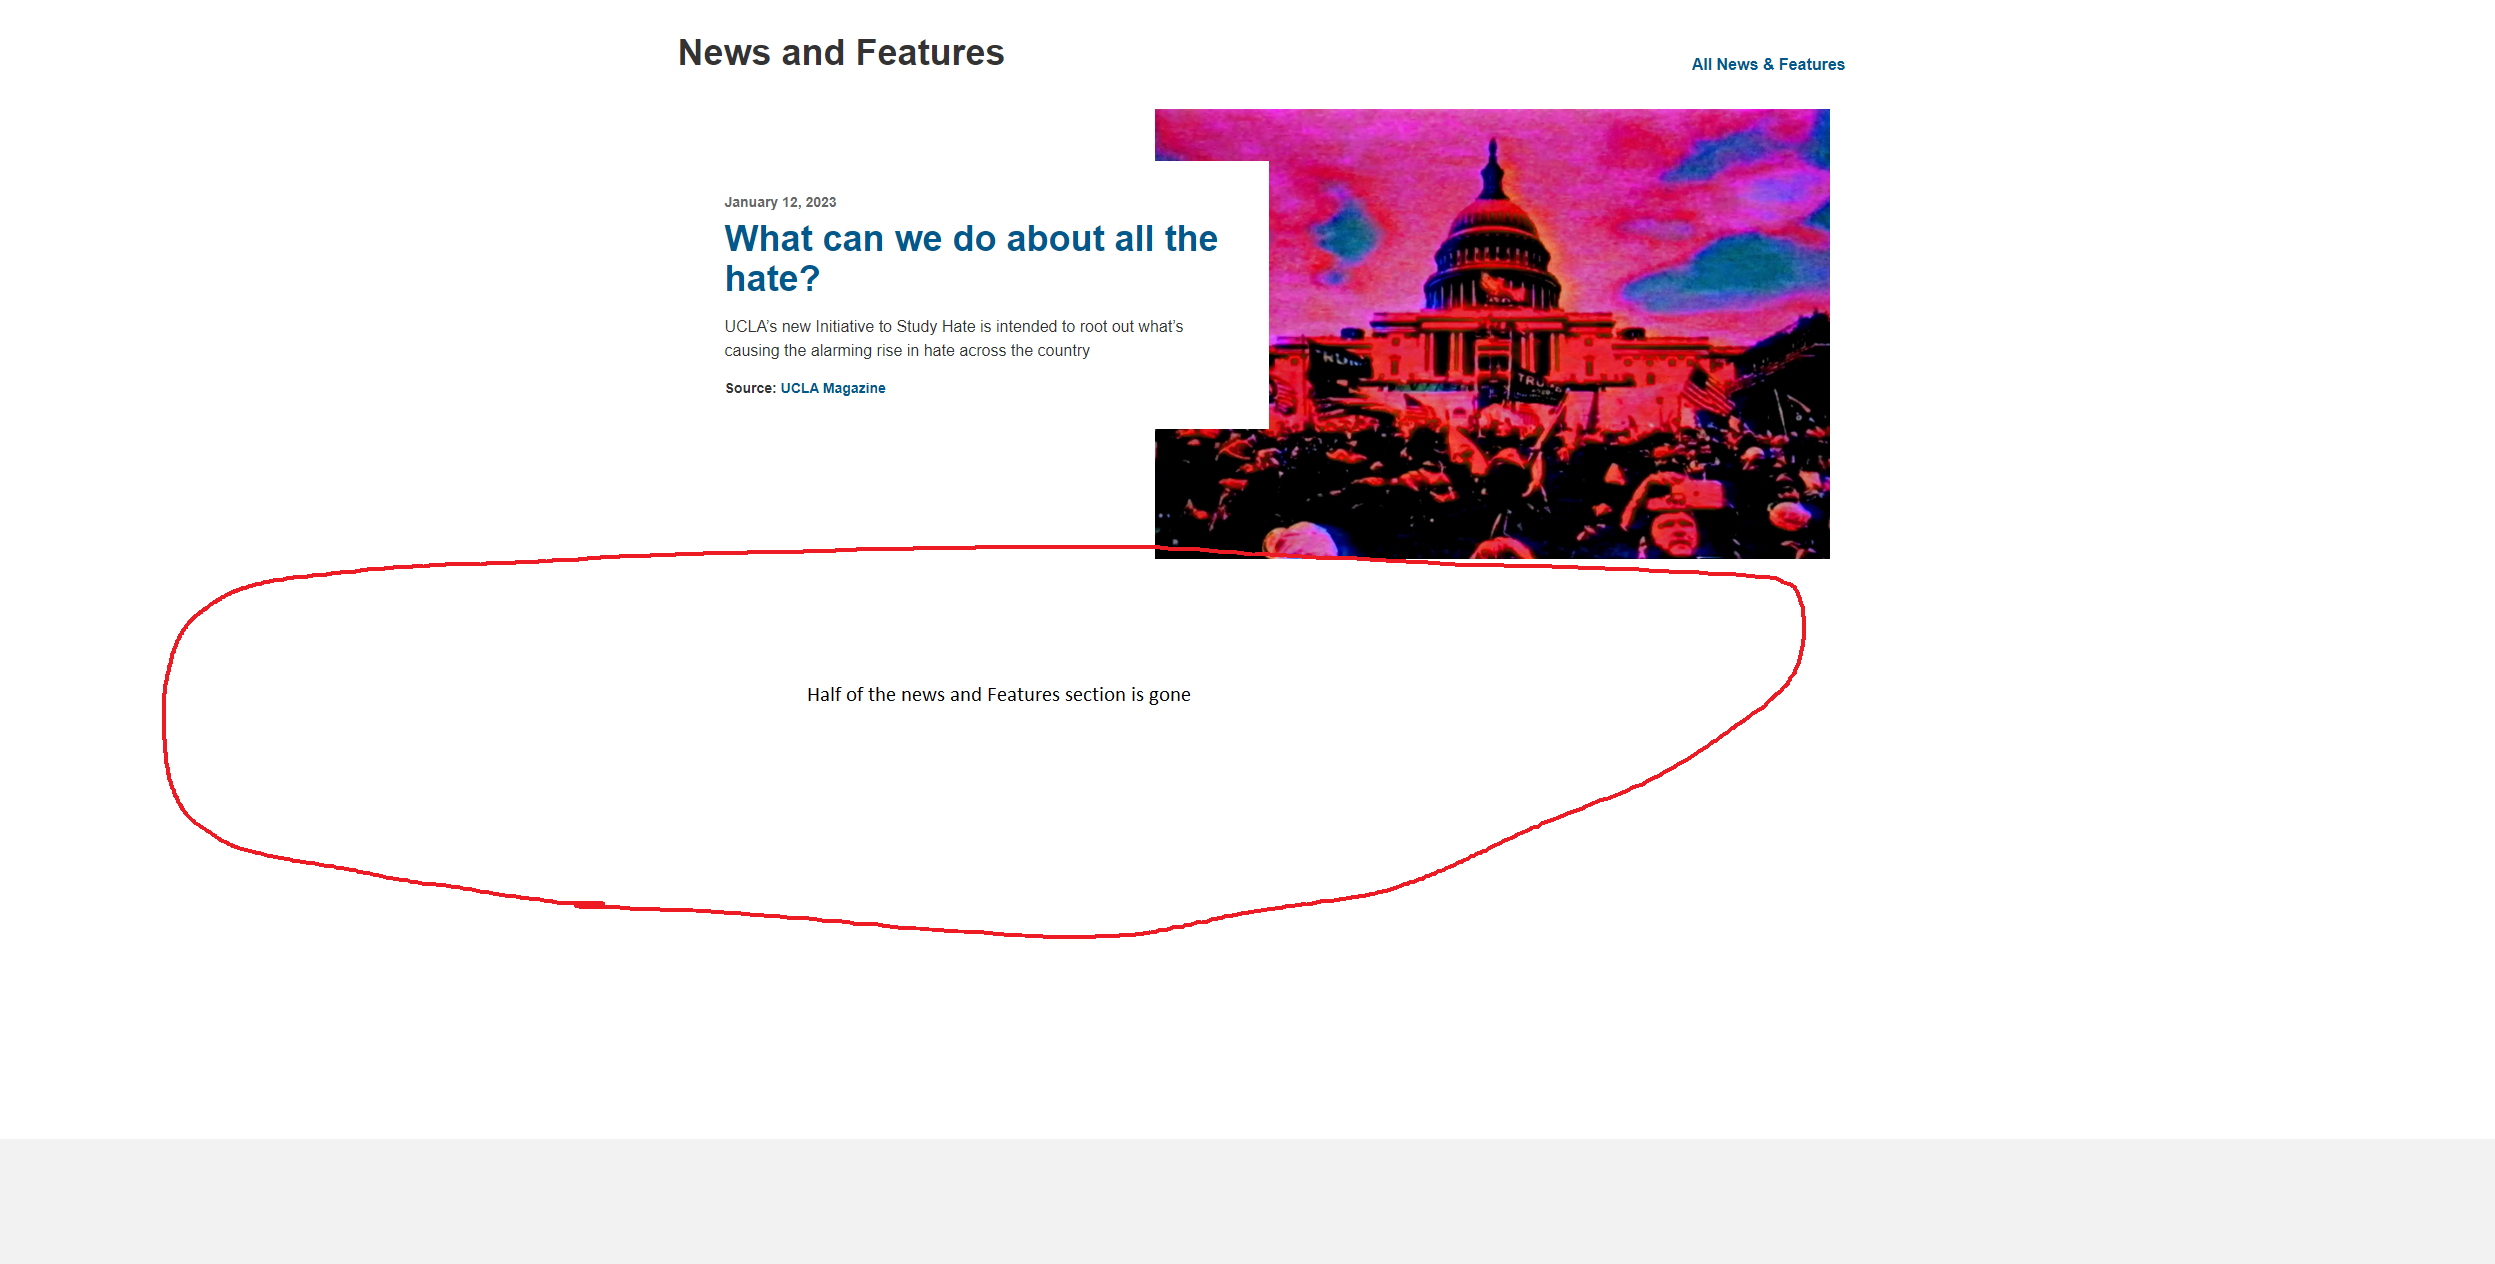 News and Features
All News & Features
January 12, 2023
What can we do about all the
hate?
UCLA’s new Initiative to Study Hate is intended to root out what’s
causing the alarming rise in hate across the country
Source: UCLA Magazine
TRUMP
Half of the news and Features section is gone